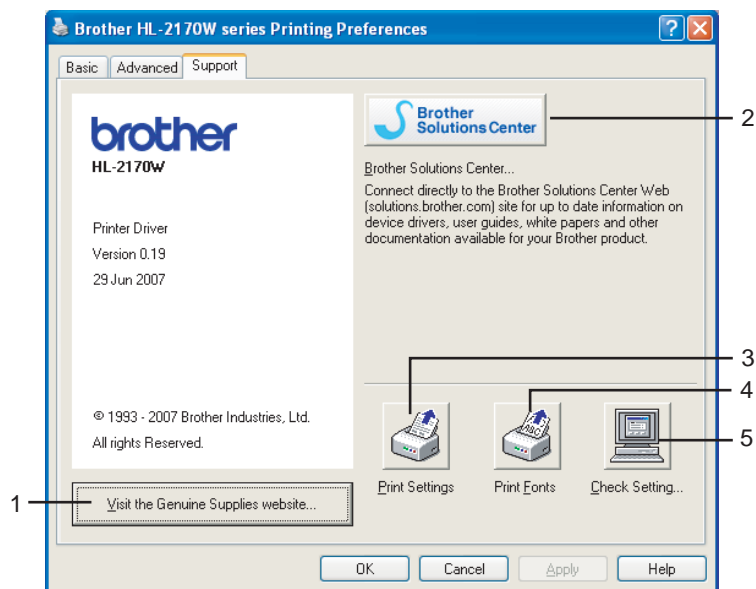 Brother HL-2170W series Printing Preferences
Basic
Advanced
Support
brother
HL-2170W
Printer Driver
Version 0.19
29 Jun 2007
© 1993 - 2007 Brother Industries, Ltd.
All rights Reserved.
1
Visit the Genuine Supplies website...
Brother
Solutions Center
2
Brother Solutions Center...
Connect directly to the Brother Solutions Center Web
(solutions.brother.com) site for up to date information on
device drivers, user guides, white papers and other
documentation available for your Brother product.
3
4
5
ABC
Print Settings
Print Fonts
Check Setting...
OK
Cancel
Apply
Help